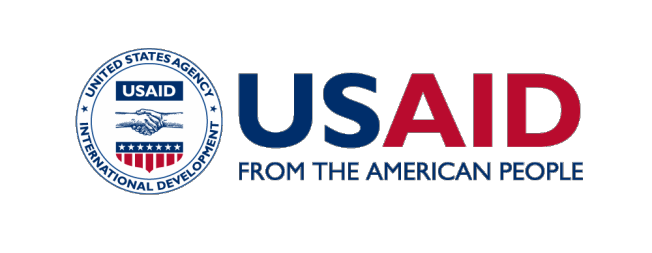 UNITED STATES AGENCY
USAID
INTERNATIONAL DEVELOPMENT
USAID
FROM THE AMERICAN PEOPLE